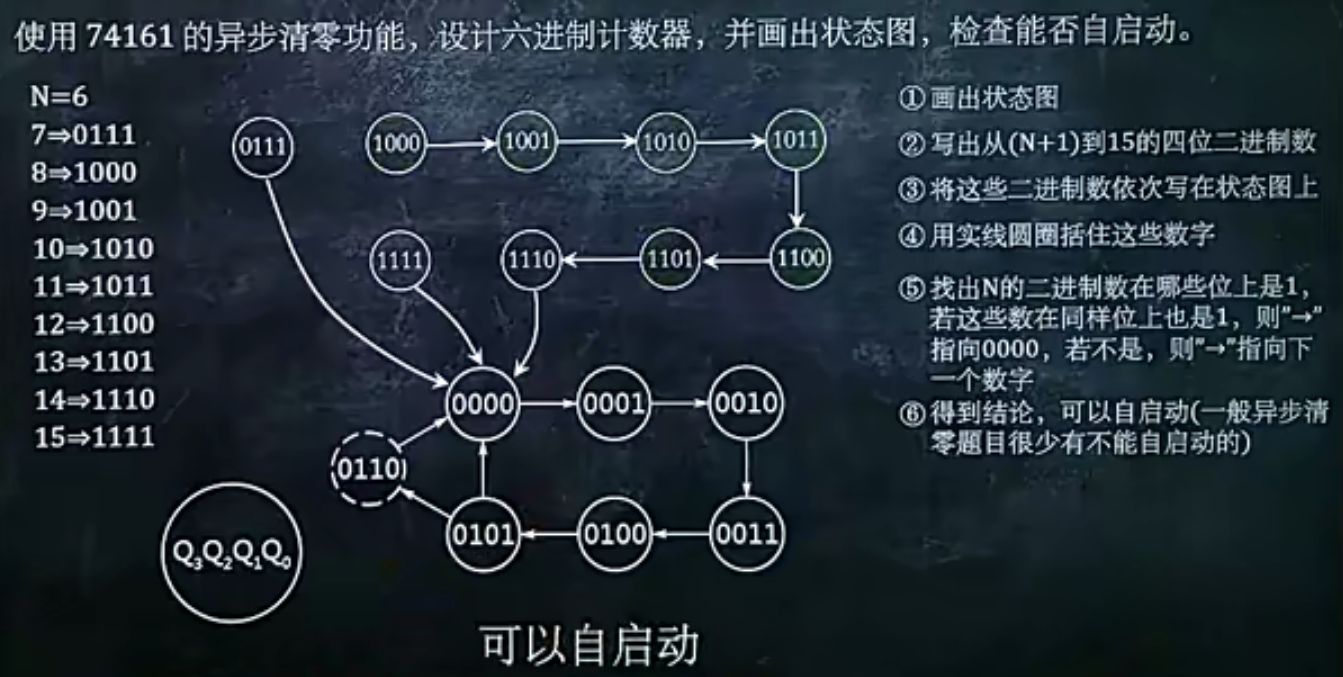 使用 74161 的异步清零功能，设计六进制计数器，并画出状态图，检查能否自启动。
N=6
7⇒0111
8⇒1000
9⇒1001
10⇒1010
11⇒1011
12⇒1100
13⇒1101
14⇒1110
15⇒1111
0111
1000
1001
1010
1011
1111
1110
1101
1100
0000
0001
0010
0110
0101
0100
0011
Q₃Q₂Q₁Q₀
可以自启动
①画出状态图
②写出从(N+1)到15的四位二进制数
③将这些二进制数依次写在状态图上
④用实线圆圈括住这些数字
⑤找出N的二进制数在哪些位上是1，
若这些数在同样位上也是1，则"→"
指向0000，若不是，则"→"指向下
一个数字
⑥得到结论，可以自启动(一般异步清
零题目很少有不能自启动的)